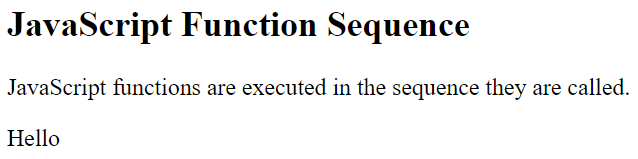 JavaScript Function Sequence
JavaScript functions are executed in the sequence they are called.
Hello